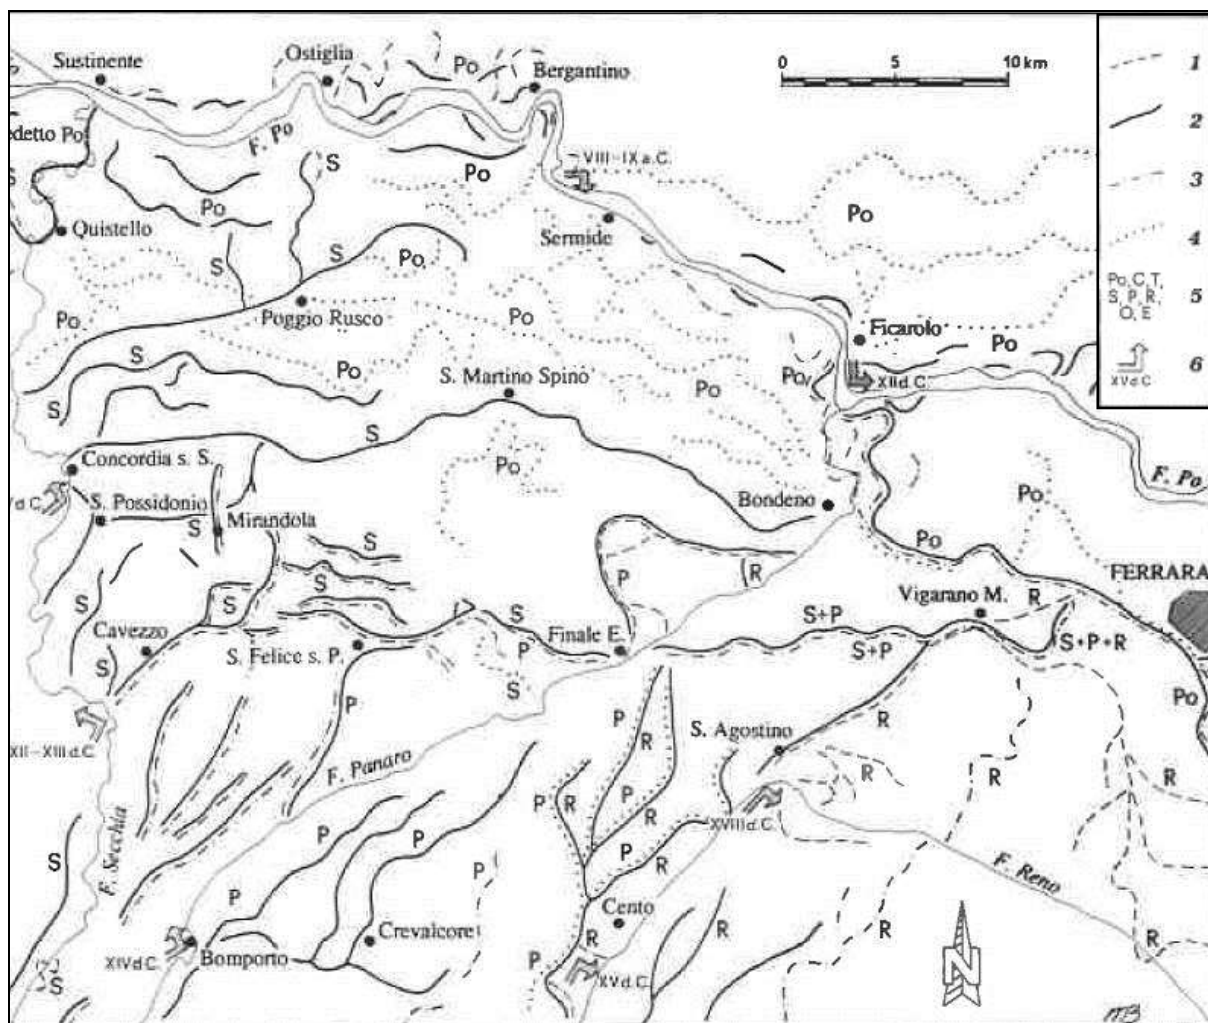 Sustinente
Ostiglia
Po
Bergantino
0 5 10 km
1
2
3
4
Po, C, T,
S, P, R,
O, E
5
XV d.C.
6
edetto Po
F. Po
S
Po
VIII-IX a.C.
S
Po
Po
Quistello
Sermide
S
S
Po
Po
Po
Poggio Rusco
Po
Po
Ficarolo
Po
S
Po
S. Martino Spino
Po
XII d.C.
Po
S
S
Concordia s. S.
Po
F. Po
d.C.
S. Possidonio
Mirandola
Bondeno
Po
S
S
Po
S
P
R
FERRARA
S
S
Vigarano M.
R
Cavezzo
S
Finale E.
S+P
S+P
S+P+R
S
S. Felice s. P.
P
S
Po
P
P
R
S. Agostino
R
XII-XIII d.C.
F. Panaro
P
R
P
R
R
R
R
F. Secchia
P
P
R
XVIII d.C.
S
P
P
P
R
F. Reno
P
Cento
XIV d.C.
Bomporto
Crevalcore
R
R
R
R
S
P
XV d.C.
N